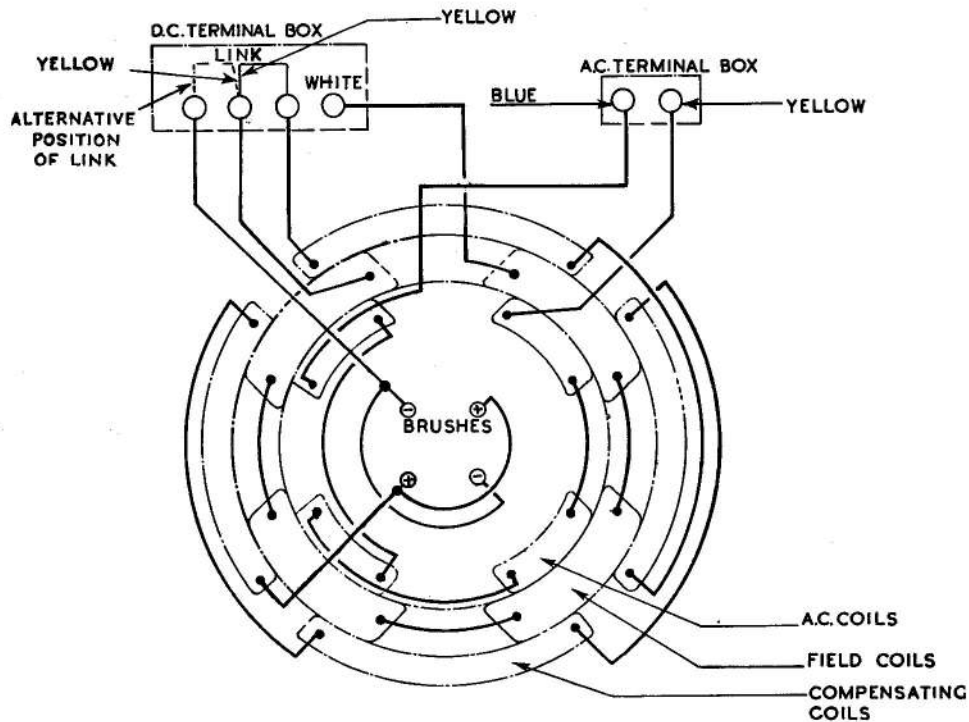 YELLOW
D.C. TERMINAL BOX
LINK
YELLOW
WHITE
ALTERNATIVE
POSITION
OF LINK
A.C. TERMINAL BOX
BLUE
YELLOW
- +
BRUSHES
+ -
A.C. COILS
FIELD COILS
COMPENSATING
COILS